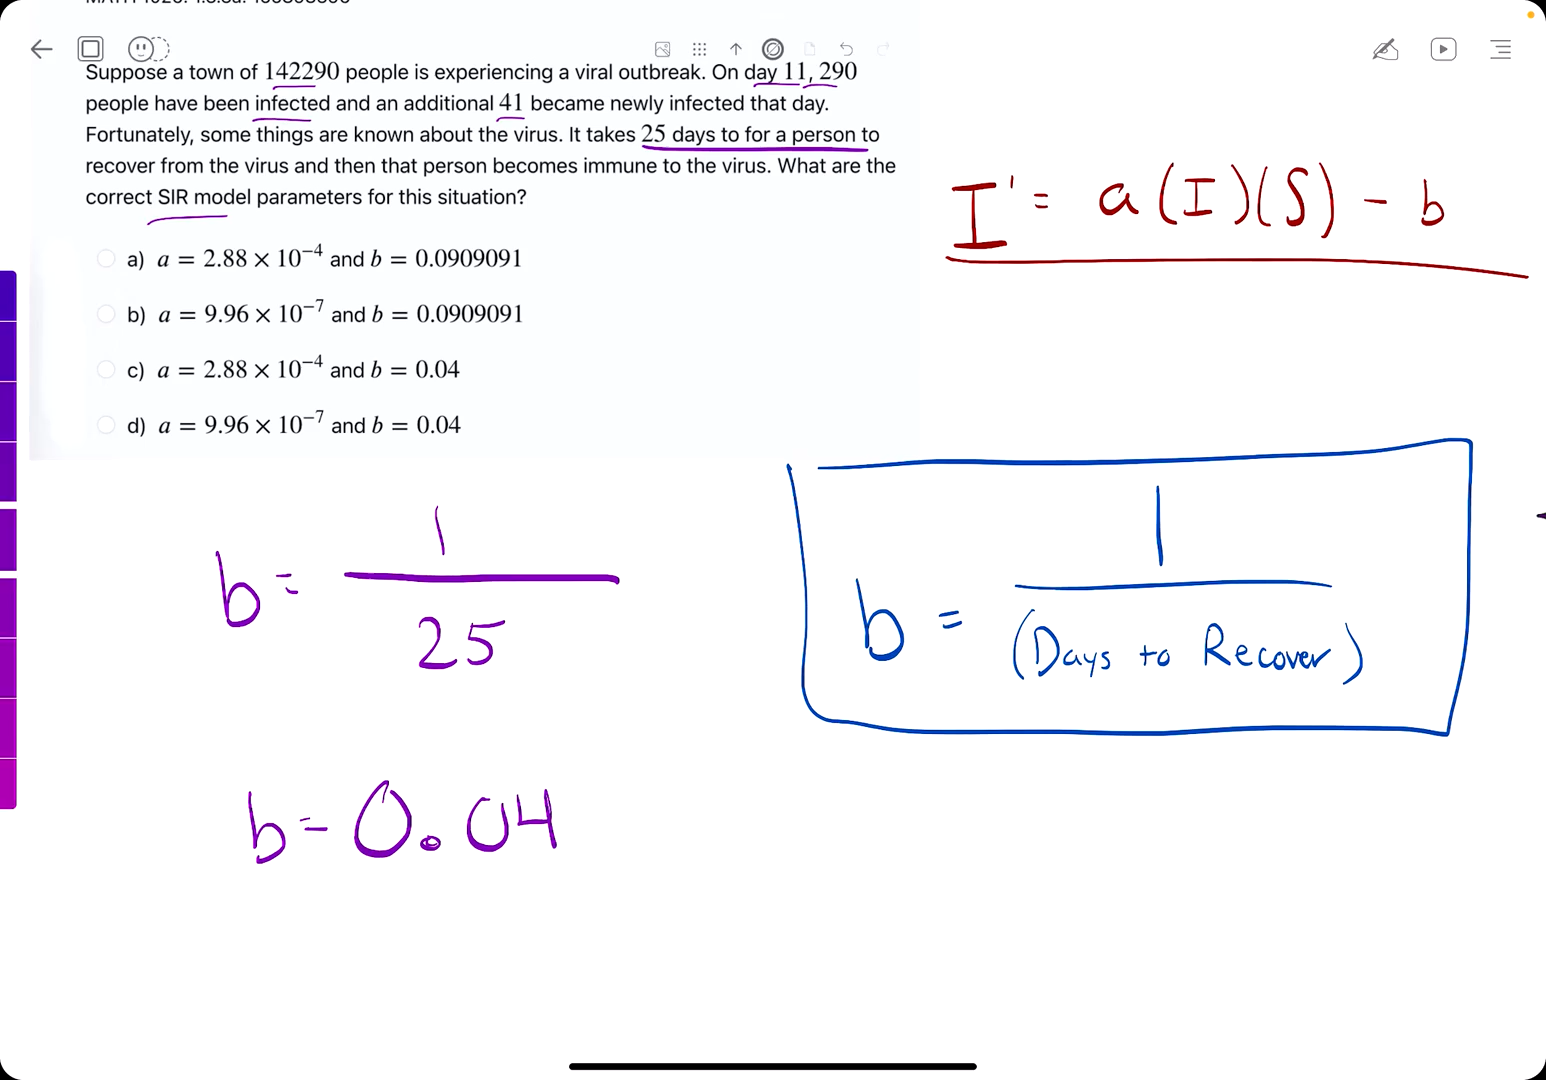 Suppose a town of 142290 people is experiencing a viral outbreak. On day 11, 290
people have been infected and an additional 41 became newly infected that day.
Fortunately, some things are known about the virus. It takes 25 days to for a person to
recover from the virus and then that person becomes immune to the virus. What are the
correct SIR model parameters for this situation?
a) a = 2.88 × 10⁻⁴ and b = 0.0909091
b) a = 9.96 × 10⁻⁷ and b = 0.0909091
c) a = 2.88 × 10⁻⁴ and b = 0.04
d) a = 9.96 × 10⁻⁷ and b = 0.04
I' = a (I)(S) - b
b = 1
25
b = 0.04
b = 1
(Days to Recover)